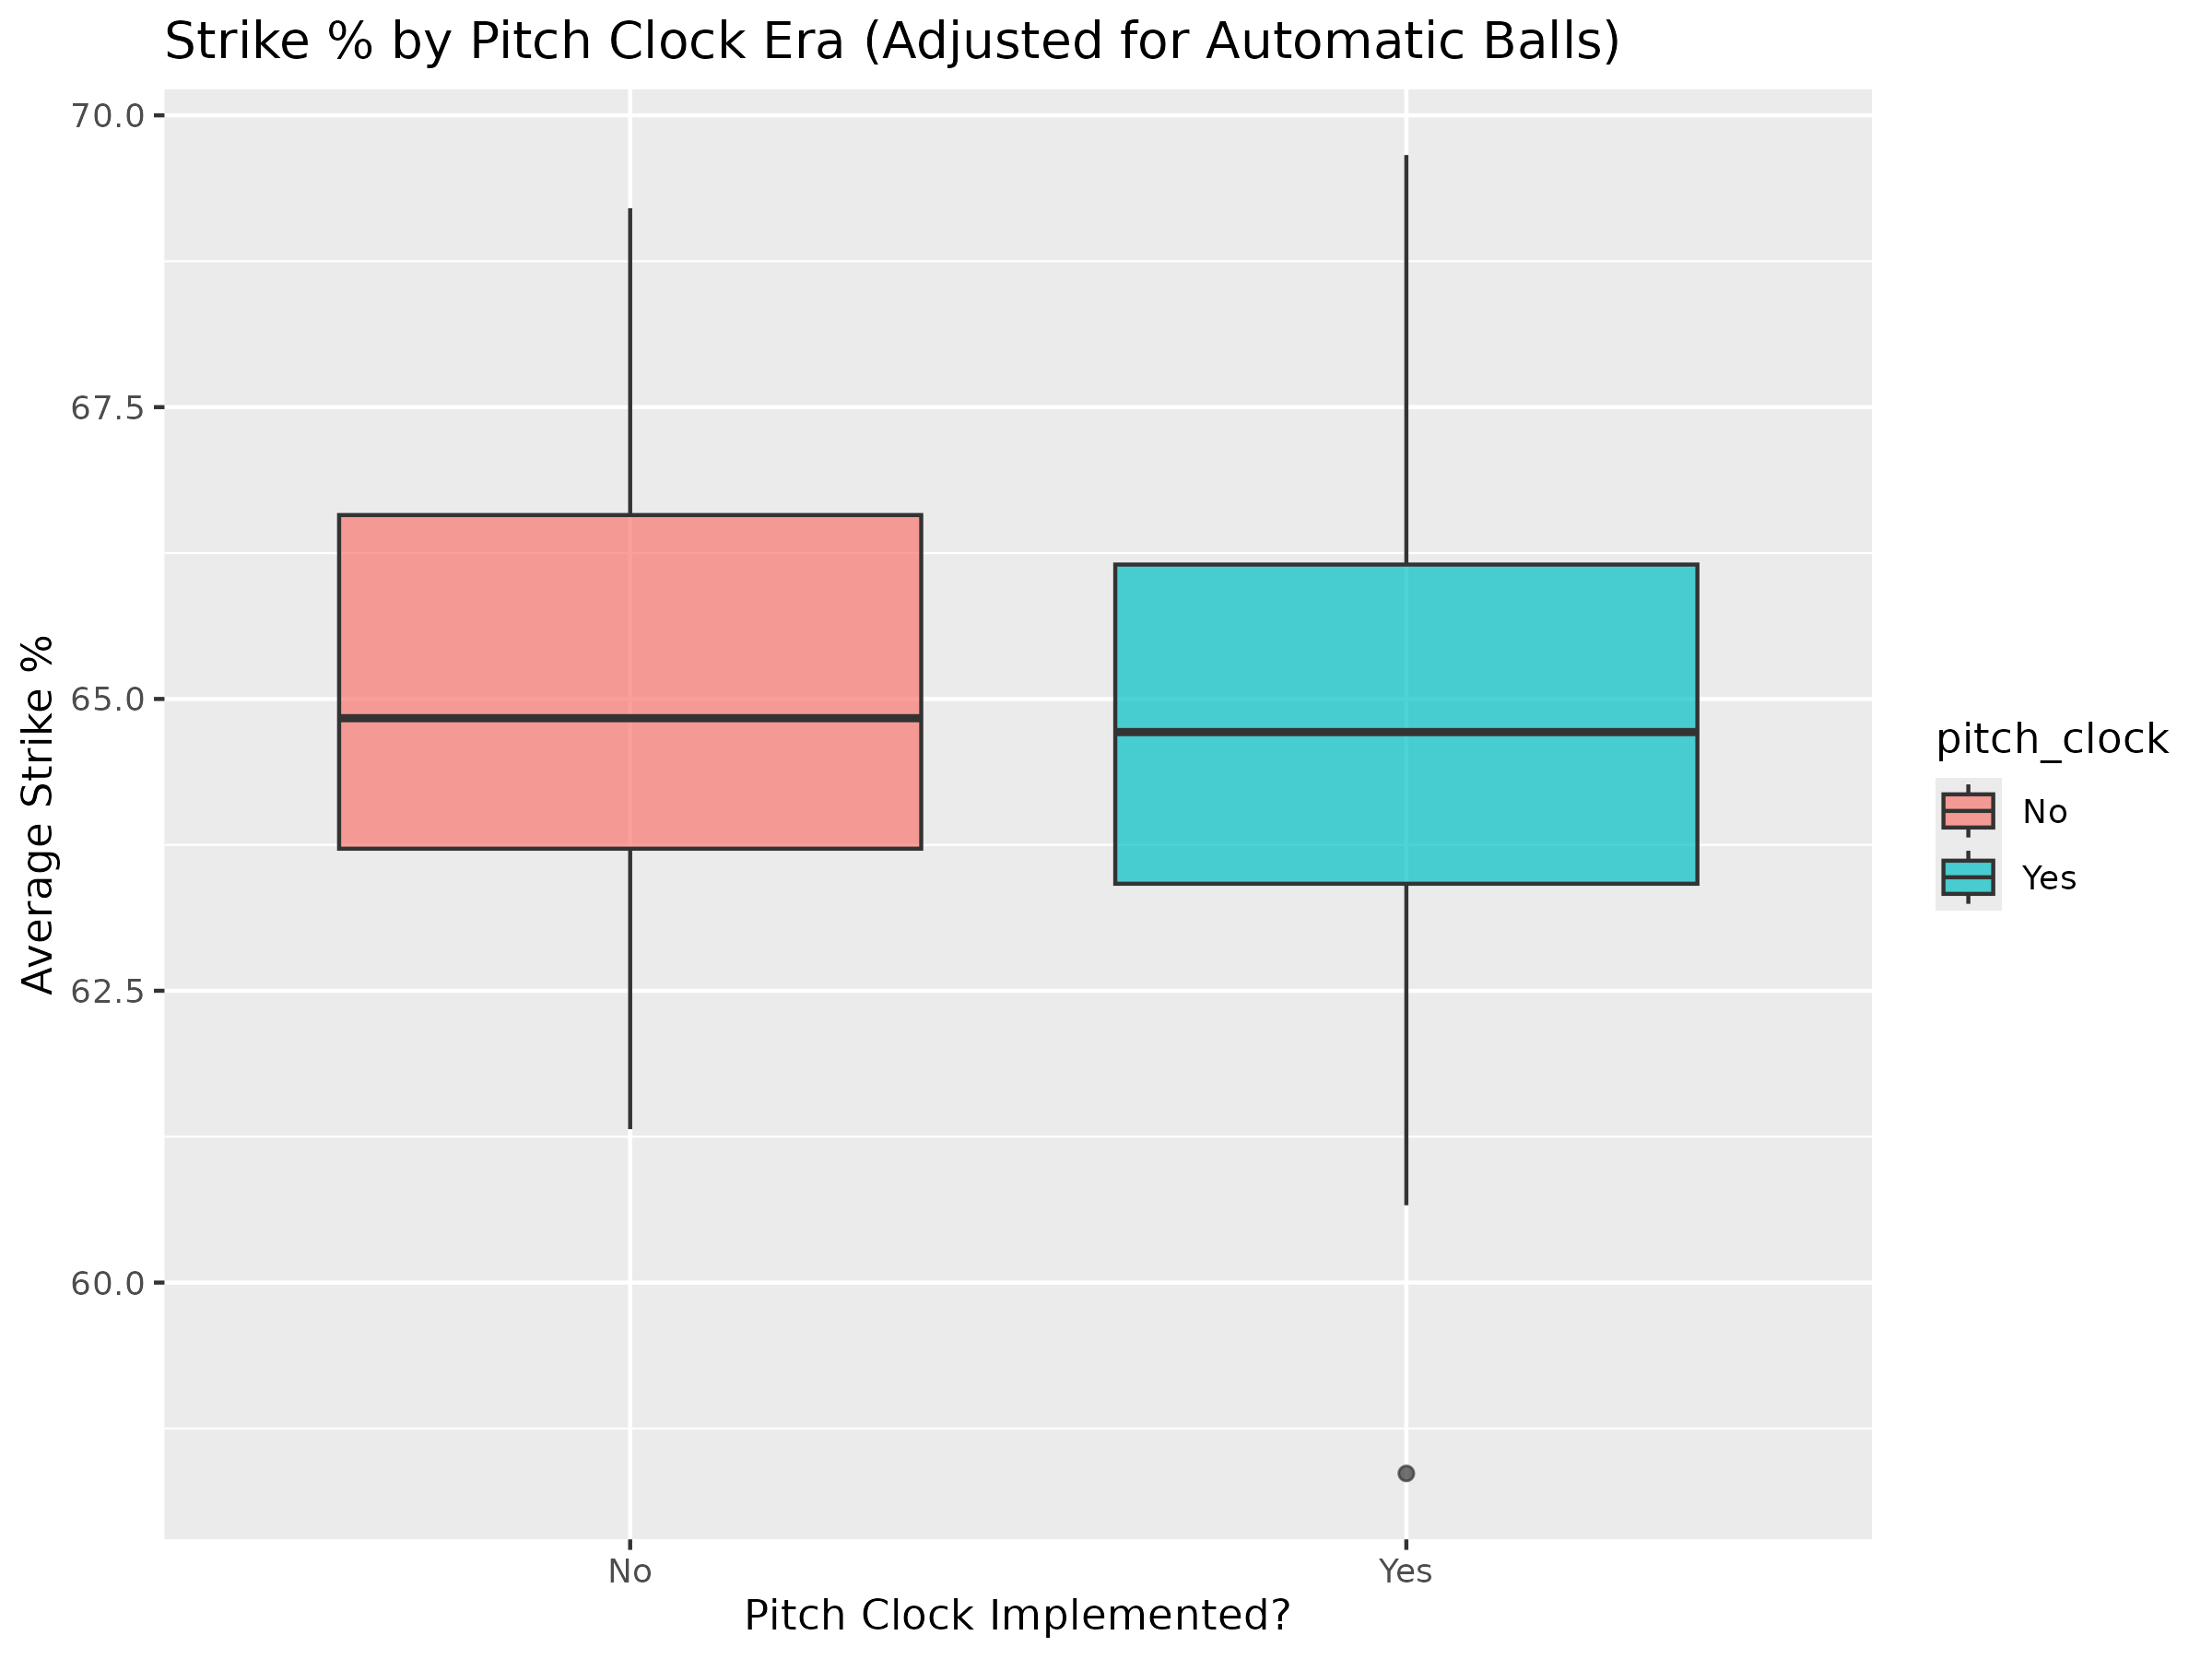 Strike % by Pitch Clock Era (Adjusted for Automatic Balls)
70.0
67.5
65.0
62.5
60.0
Average Strike %
No
Yes
Pitch Clock Implemented?
pitch_clock
No
Yes